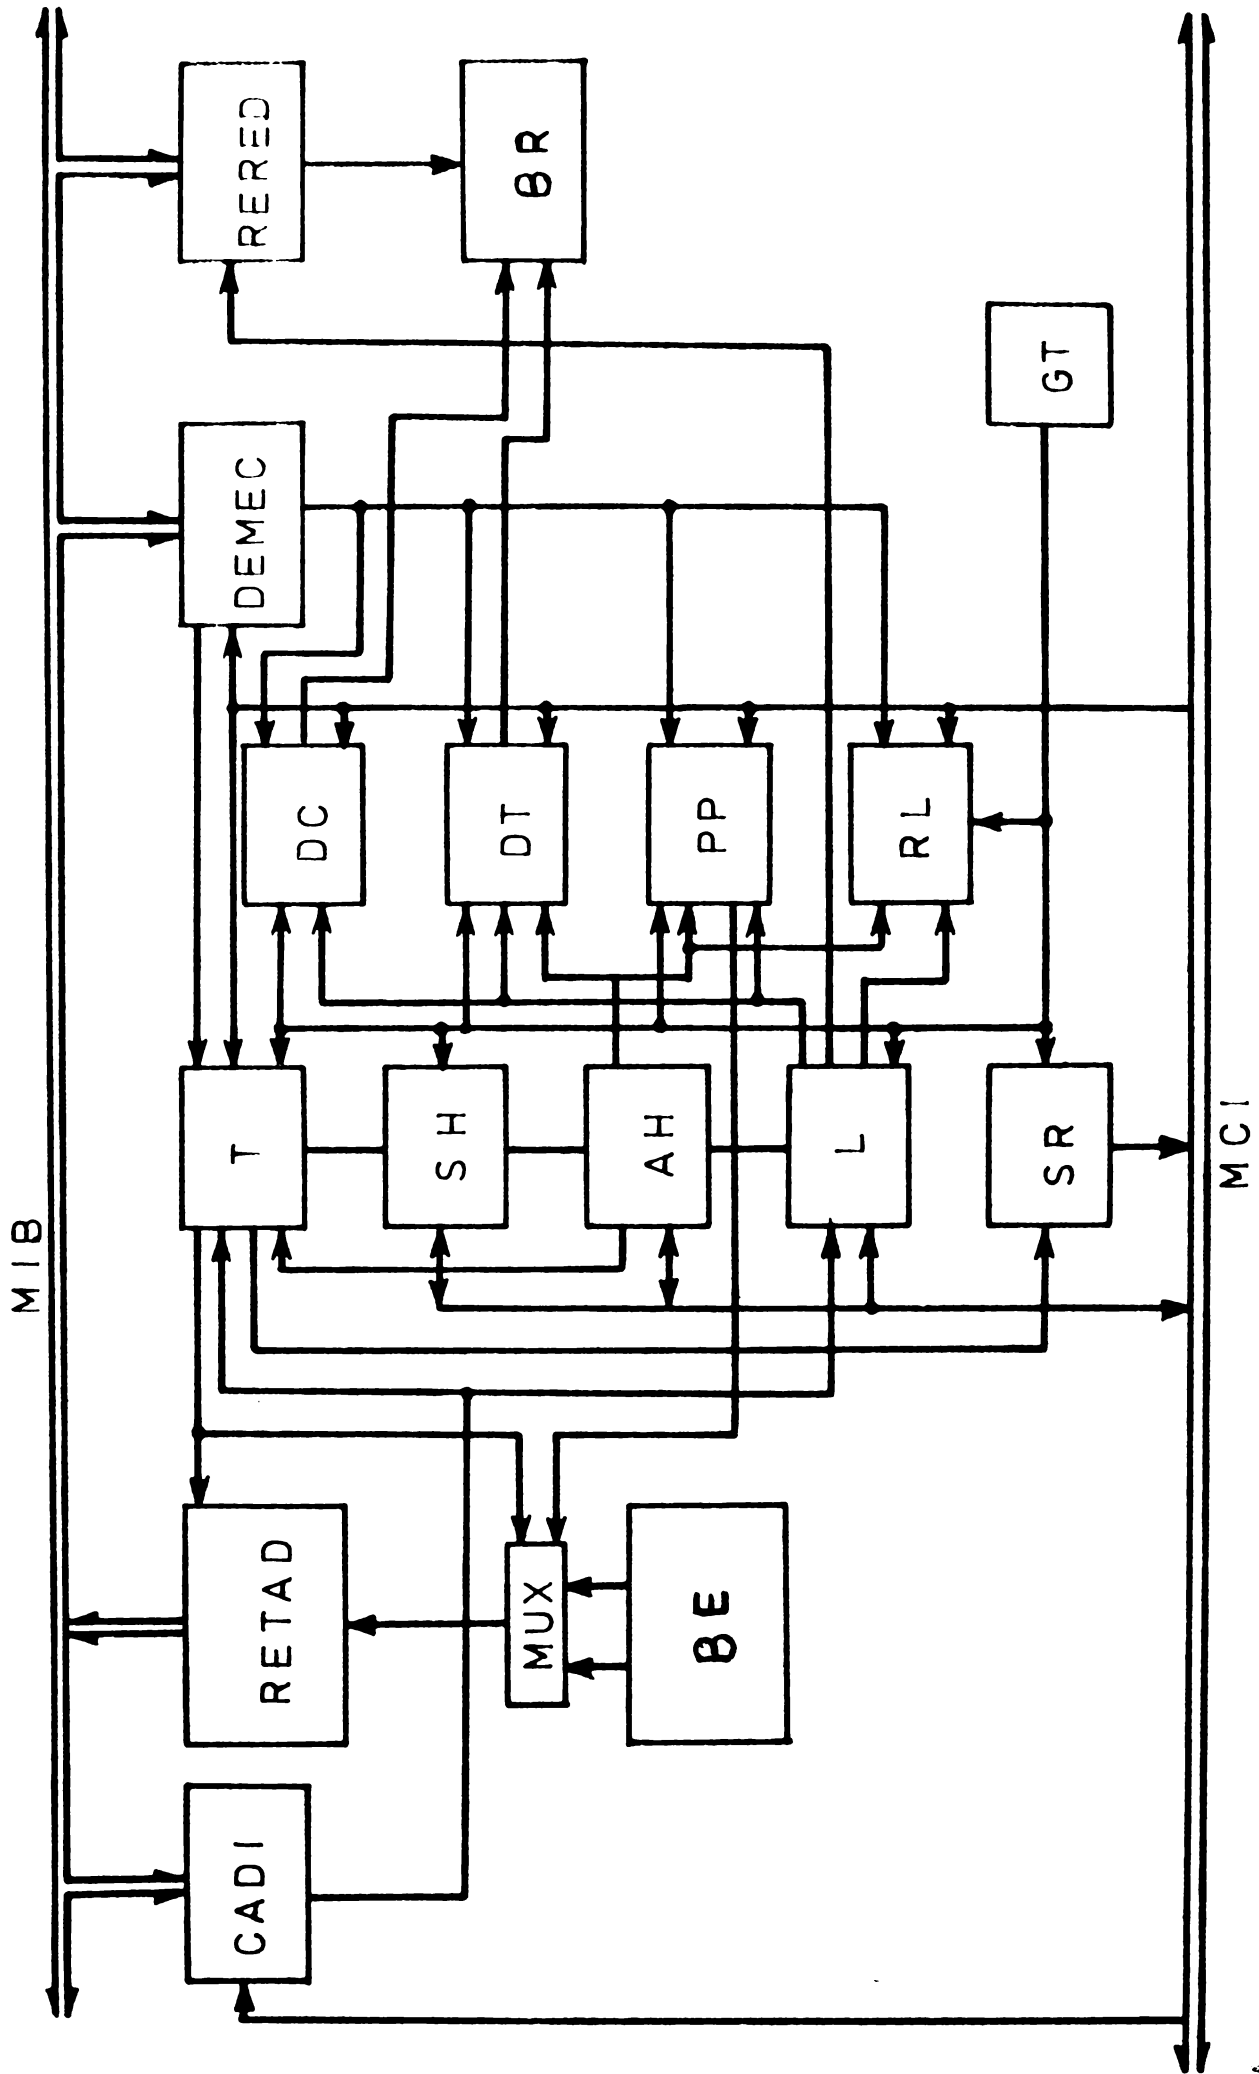 MIB
CADI
RETAD
T
DEMEC
RERED
DC
MUX
SH
DT
BR
BE
AH
PP
L
RL
SR
GT
MCI